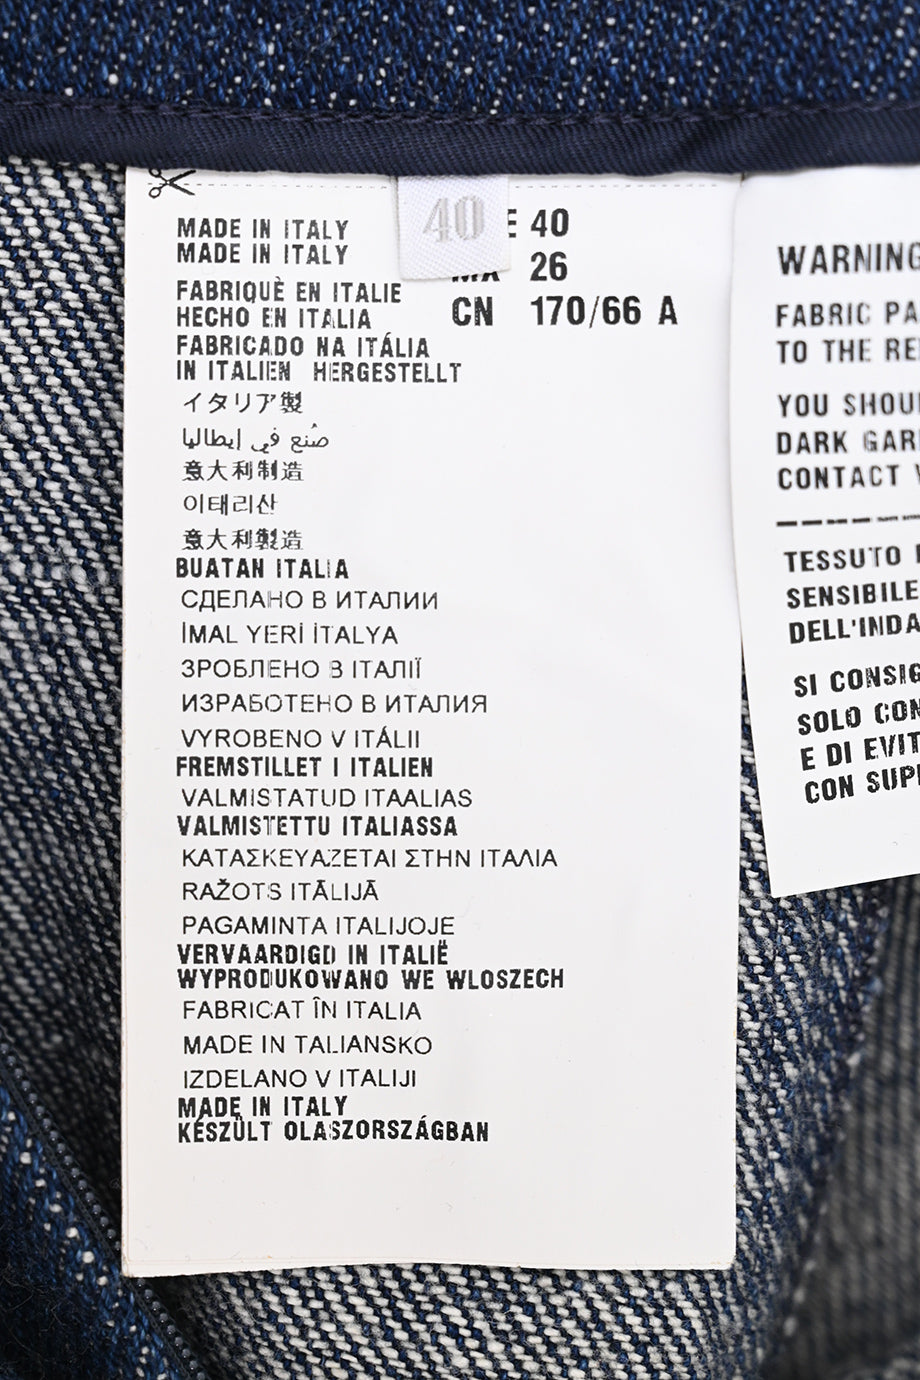 40
E 40
MX 26
CN 170/66 A
MADE IN ITALY
MADE IN ITALY
FABRIQUÈ EN ITALIE
HECHO EN ITALIA
FABRICADO NA ITÁLIA
IN ITALIEN HERGESTELLT
イタリア製
صُنع في إيطاليا
意大利制造
이태리산
意大利製造
BUATAN ITALIA
СДЕЛАНО В ИТАЛИИ
İMAL YERİ İTALYA
ЗРОБЛЕНО В ІТАЛІЇ
ИЗРАБОТЕНО В ИТАЛИЯ
VYROBENO V ITÁLII
FREMSTILLET I ITALIEN
VALMISTATUD ITAALIAS
VALMISTETTU ITALIASSA
ΚΑΤΑΣΚΕΥΑΖΕΤΑΙ ΣΤΗΝ ΙΤΑΛΙΑ
RAŽOTS ITĀLIJĀ
PAGAMINTA ITALIJOJE
VERVAARDIGD IN ITALIË
WYPRODUKOWANO WE WLOSZECH
FABRICAT ÎN ITALIA
MADE IN TALIANSKO
IZDELANO V ITALIJI
MADE IN ITALY
KÉSZÜLT OLASZORSZÁGBAN
WARNING
FABRIC PA
TO THE RE
YOU SHOU
DARK GAR
CONTACT
TESSUTO
SENSIBILE
DELL'INDA
SI CONSIG
SOLO CON
E DI EVIT
CON SUP